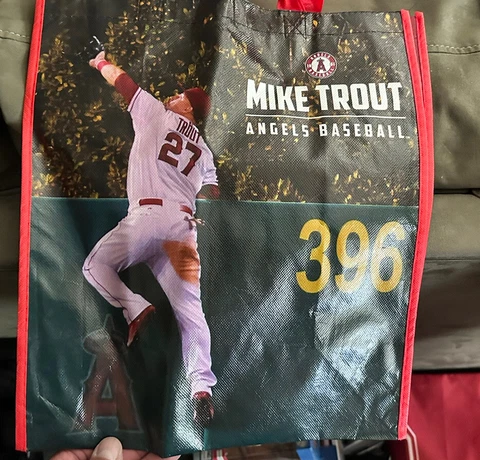 MIKE TROUT
ANGELS BASEBALL
TROUT
27
396
A